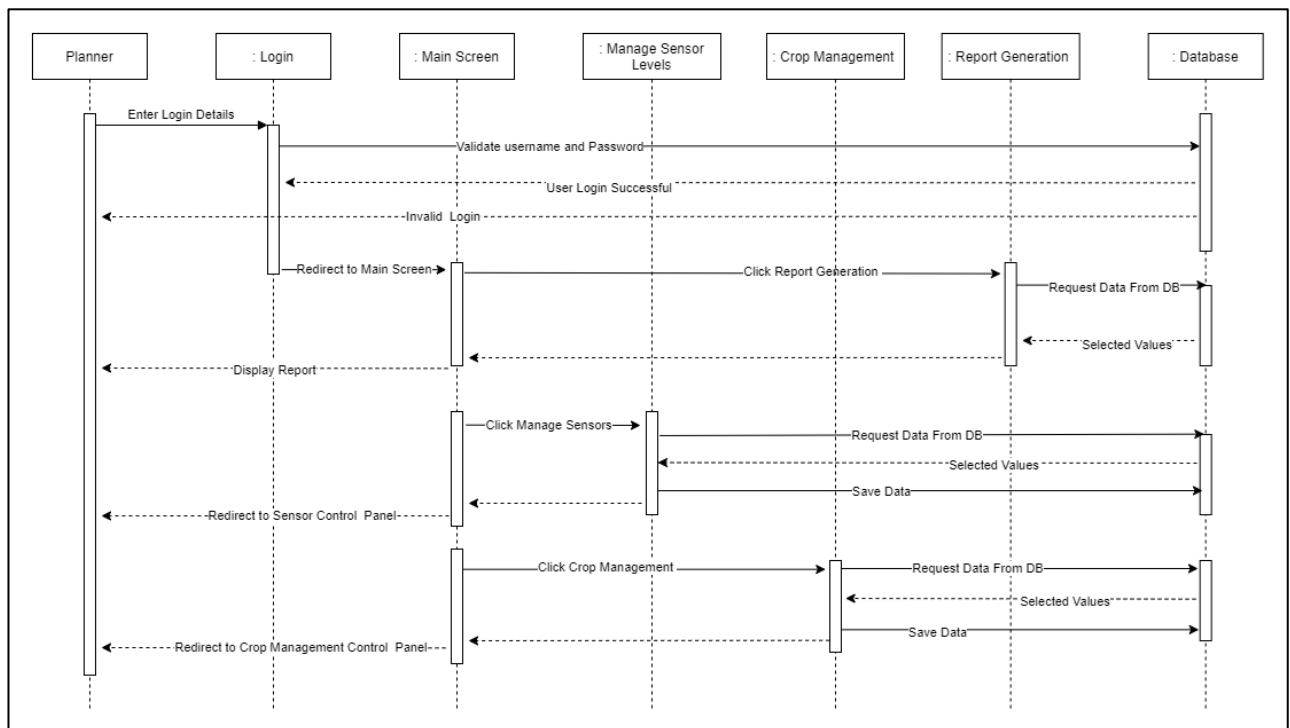 Planner
: Login
: Main Screen
: Manage Sensor
Levels
: Crop Management
: Report Generation
: Database
Enter Login Details
Validate username and Password
User Login Successful
Invalid Login
Redirect to Main Screen
Click Report Generation
Request Data From DB
Selected Values
Display Report
Click Manage Sensors
Request Data From DB
Selected Values
Save Data
Redirect to Sensor Control Panel
Click Crop Management
Request Data From DB
Selected Values
Save Data
Redirect to Crop Management Control Panel